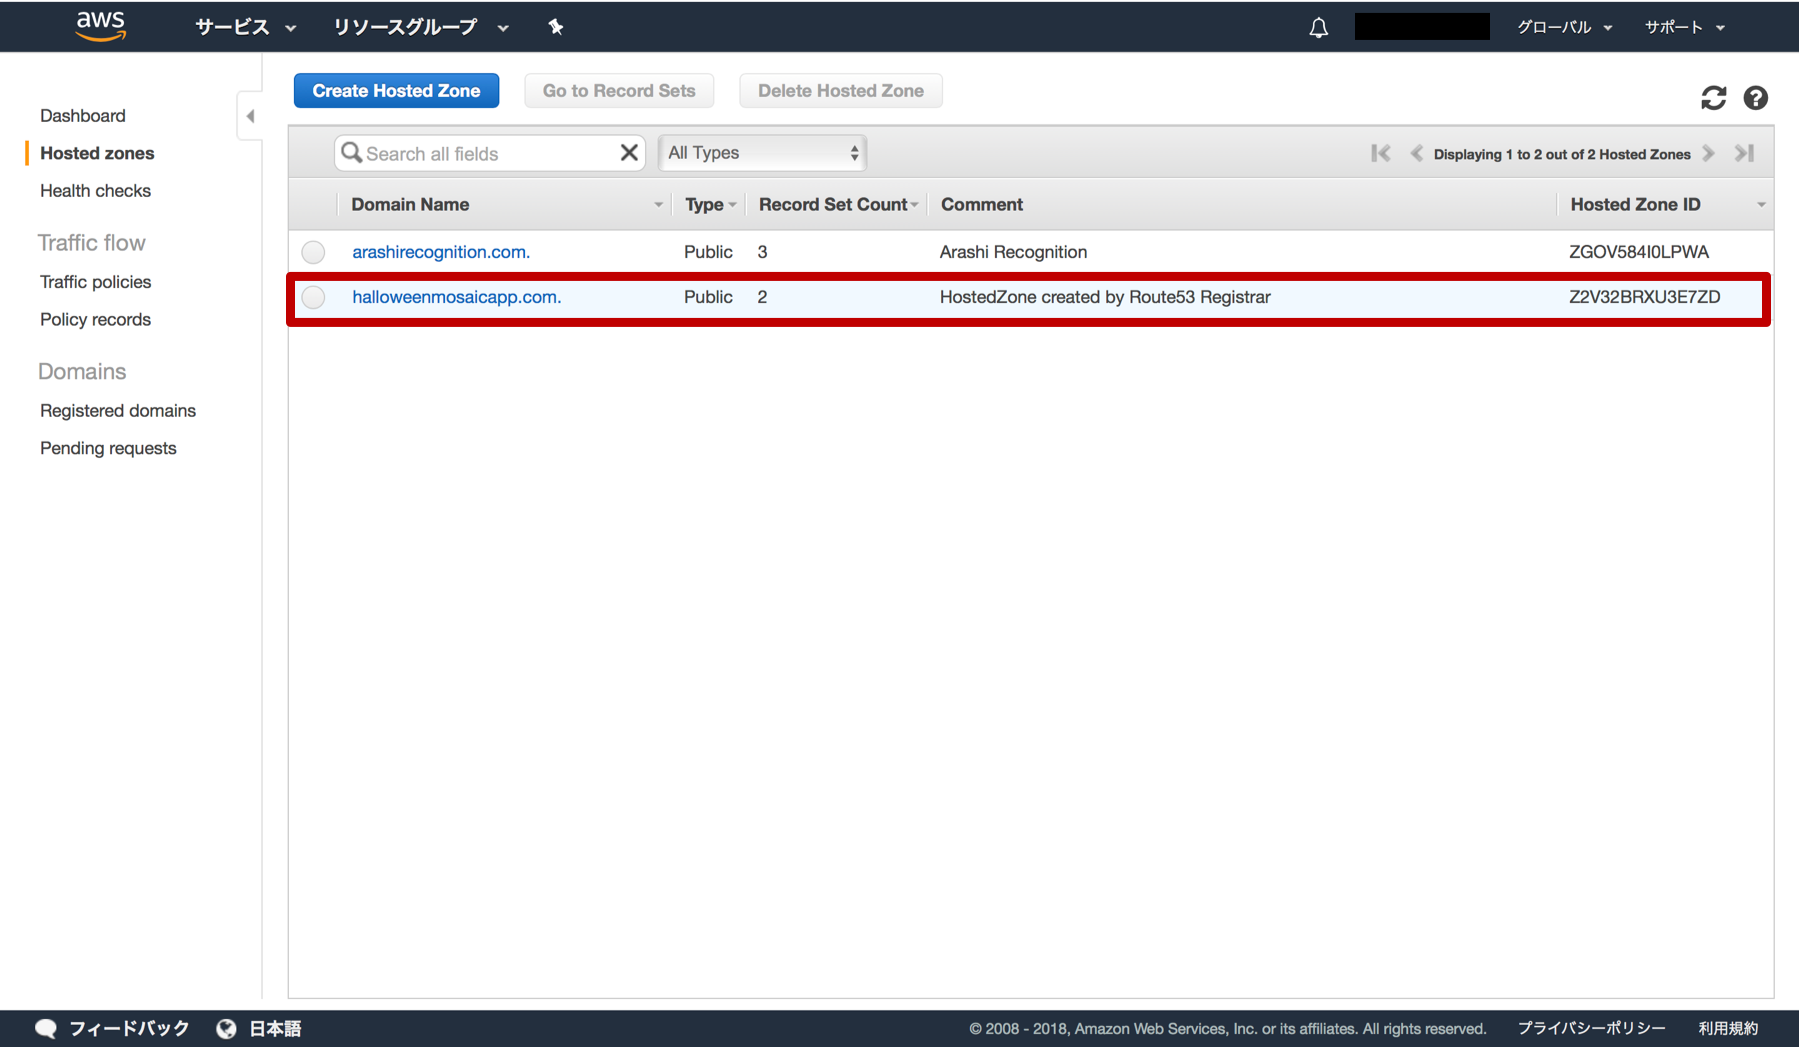 aws サービス リソースグループ グローバル サポート
Create Hosted Zone Go to Record Sets Delete Hosted Zone
Dashboard
Hosted zones
Health checks
Traffic flow
Traffic policies
Policy records
Domains
Registered domains
Pending requests
Search all fields All Types Displaying 1 to 2 out of 2 Hosted Zones
Domain Name Type Record Set Count Comment Hosted Zone ID
arashirecognition.com. Public 3 Arashi Recognition ZGOV584I0LPWA
halloweenmosaicapp.com. Public 2 HostedZone created by Route53 Registrar Z2V32BRXU3E7ZD
フィードバック 日本語 © 2008 - 2018, Amazon Web Services, Inc. or its affiliates. All rights reserved. プライバシーポリシー 利用規約